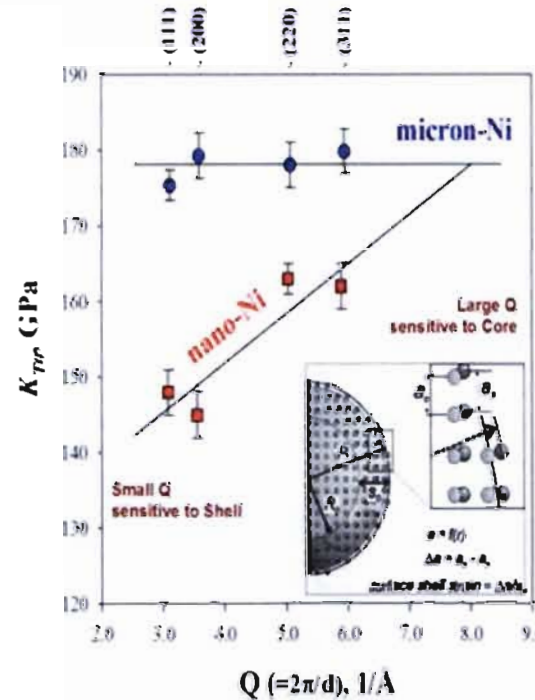 (111)
(200)
(220)
(311)
190
180
170
160
150
140
130
120
K_T0, GPa
micron-Ni
nano-Ni
Large Q
sensitive to Core
Small Q
sensitive to Shell
2.0 3.0 4.0 5.0 6.0 7.0 8.0 9.
Q (=2π/d), 1/Å